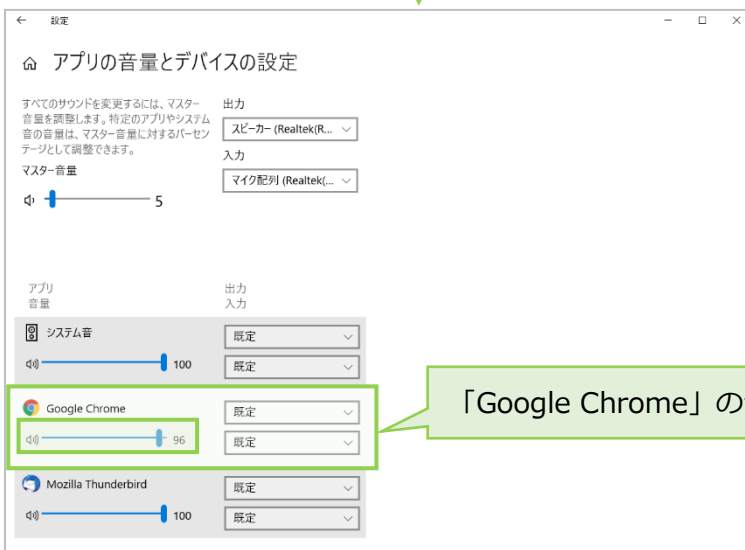 設定
アプリの音量とデバイスの設定
すべてのサウンドを変更するには、マスター
音量を調整します。特定のアプリやシステム
音の音量は、マスター音量に対するパーセン
テージとして調整できます。
マスター音量
5
出力
スピーカー (Realtek(R...
入力
マイク配列 (Realtek(...
アプリ
音量
出力
入力
システム音
100
既定
既定
Google Chrome
96
既定
既定
「Google Chrome」の
Mozilla Thunderbird
100
既定
既定